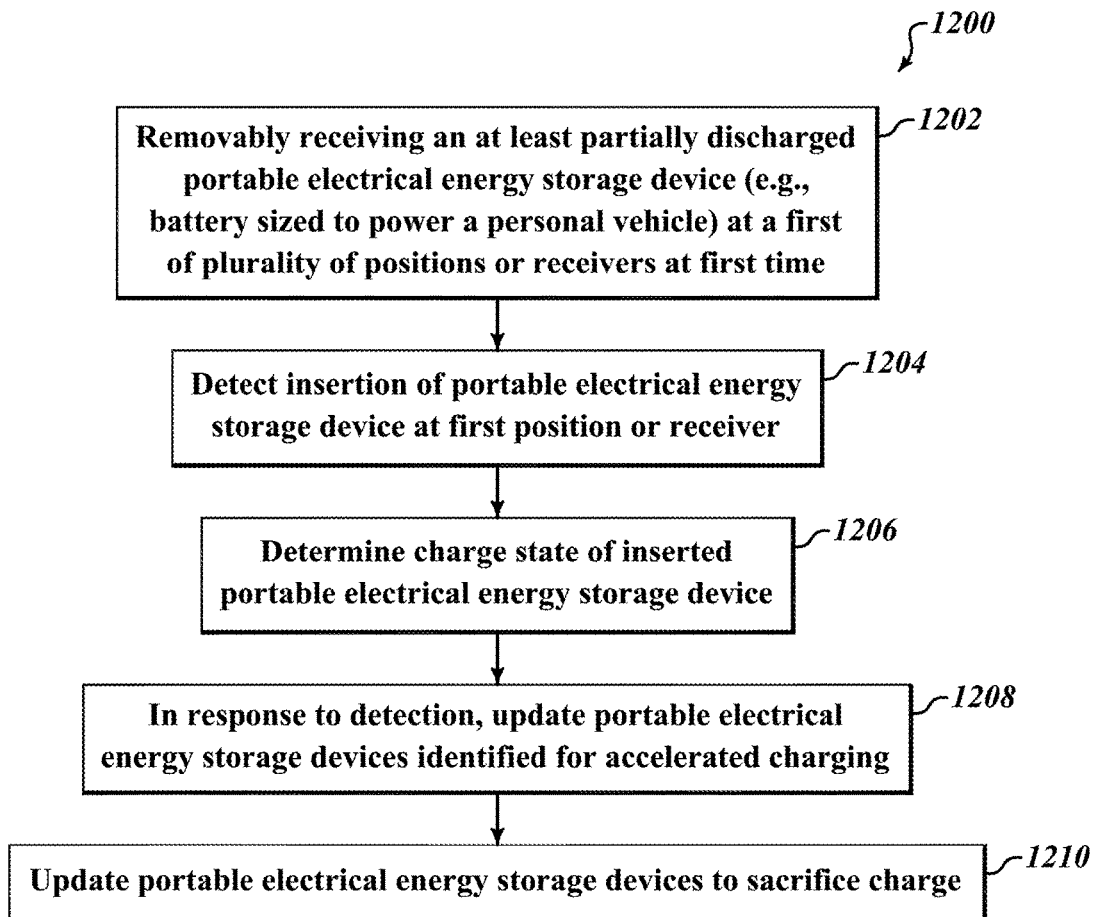 1200
1202
Removably receiving an at least partially discharged
portable electrical energy storage device (e.g.,
battery sized to power a personal vehicle) at a first
of plurality of positions or receivers at first time
1204
Detect insertion of portable electrical energy
storage device at first position or receiver
1206
Determine charge state of inserted
portable electrical energy storage device
1208
In response to detection, update portable electrical
energy storage devices identified for accelerated charging
1210
Update portable electrical energy storage devices to sacrifice charge